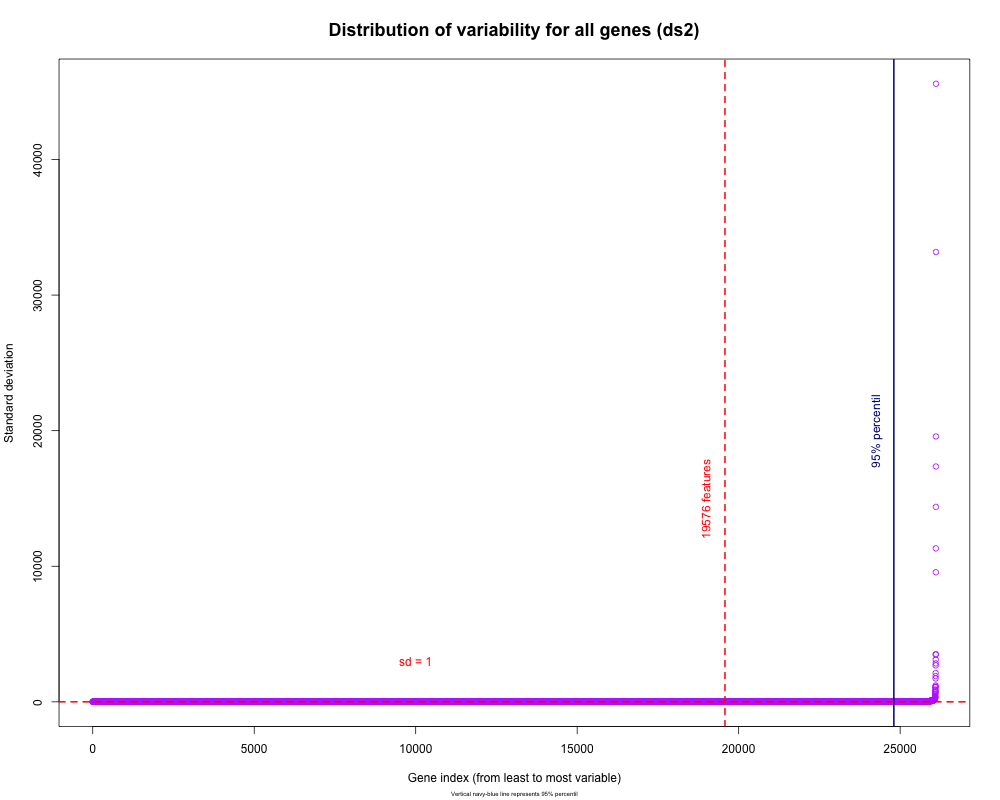 Distribution of variability for all genes (ds2)
Standard deviation
40000
30000
20000
10000
0
95% percentil
19576 features
sd = 1
0 5000 10000 15000 20000 25000
Gene index (from least to most variable)
Vertical navy-blue line represents 95% percentil